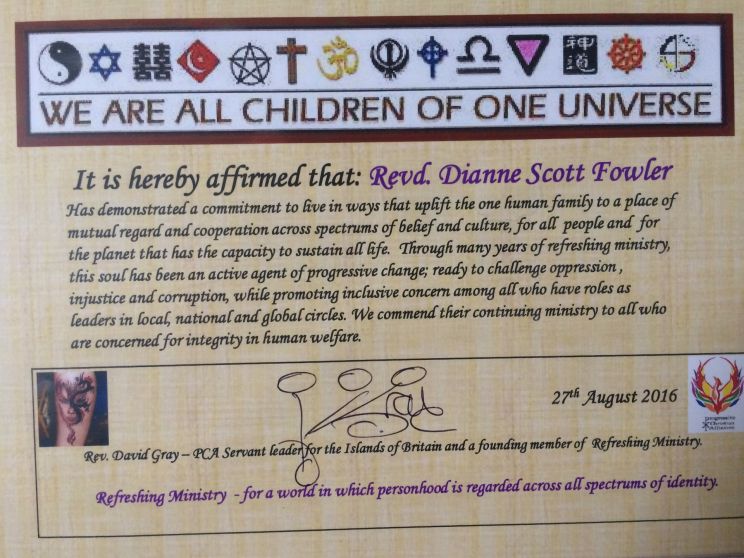 神道
WE ARE ALL CHILDREN OF ONE UNIVERSE
It is hereby affirmed that: Revd. Dianne Scott Fowler
Has demonstrated a commitment to live in ways that uplift the one human family to a place of
mutual regard and cooperation across spectrums of belief and culture, for all people and for
the planet that has the capacity to sustain all life. Through many years of refreshing ministry,
this soul has been an active agent of progressive change; ready to challenge oppression ,
injustice and corruption, while promoting inclusive concern among all who have roles as
leaders in local, national and global circles. We commend their continuing ministry to all who
are concerned for integrity in human welfare.
27th August 2016
progressive
Christian
Alliance
Rev. David Gray – PCA Servant leader for the Islands of Britain and a founding member of Refreshing Ministry.
Refreshing Ministry - for a world in which personhood is regarded across all spectrums of identity.